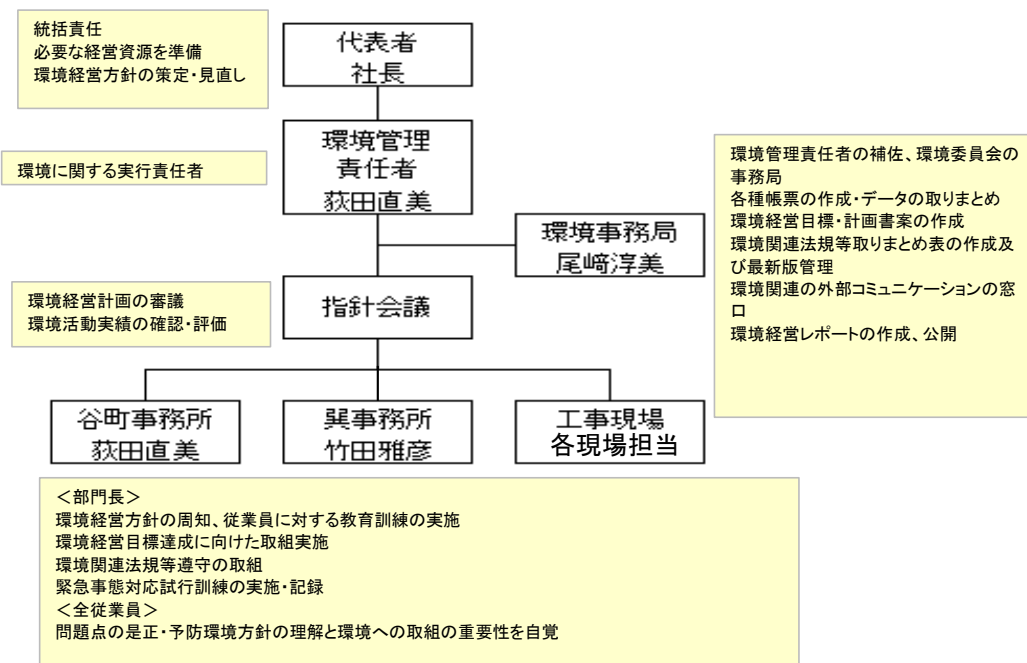 統括責任
必要な経営資源を準備
環境経営方針の策定・見直し
代表者
社長
環境に関する実行責任者
環境管理
責任者
荻田直美
環境管理責任者の補佐、環境委員会の
事務局
各種帳票の作成・データの取りまとめ
環境経営目標・計画書案の作成
環境関連法規等取りまとめ表の作成及
び最新版管理
環境関連の外部コミュニケーションの窓
口
環境経営レポートの作成、公開
環境事務局
尾﨑淳美
環境経営計画の審議
環境活動実績の確認・評価
指針会議
谷町事務所
荻田直美
巽事務所
竹田雅彦
工事現場
各現場担当
＜部門長＞
環境経営方針の周知、従業員に対する教育訓練の実施
環境経営目標達成に向けた取組実施
環境関連法規等遵守の取組
緊急事態対応試行訓練の実施・記録
＜全従業員＞
問題点の是正・予防環境方針の理解と環境への取組の重要性を自覚